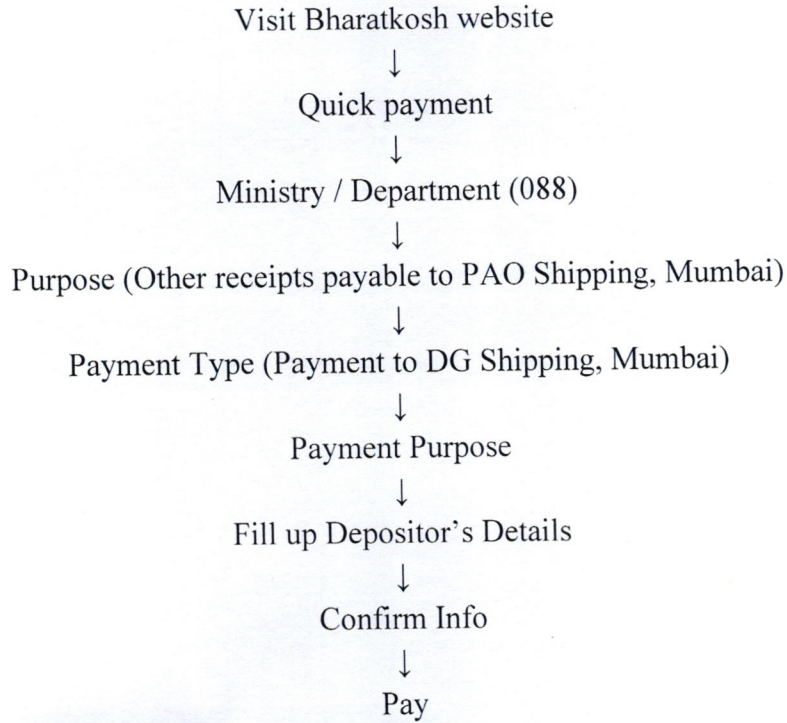 Visit Bharatkosh website
↓
Quick payment
↓
Ministry / Department (088)
↓
Purpose (Other receipts payable to PAO Shipping, Mumbai)
↓
Payment Type (Payment to DG Shipping, Mumbai)
↓
Payment Purpose
↓
Fill up Depositor’s Details
↓
Confirm Info
↓
Pay